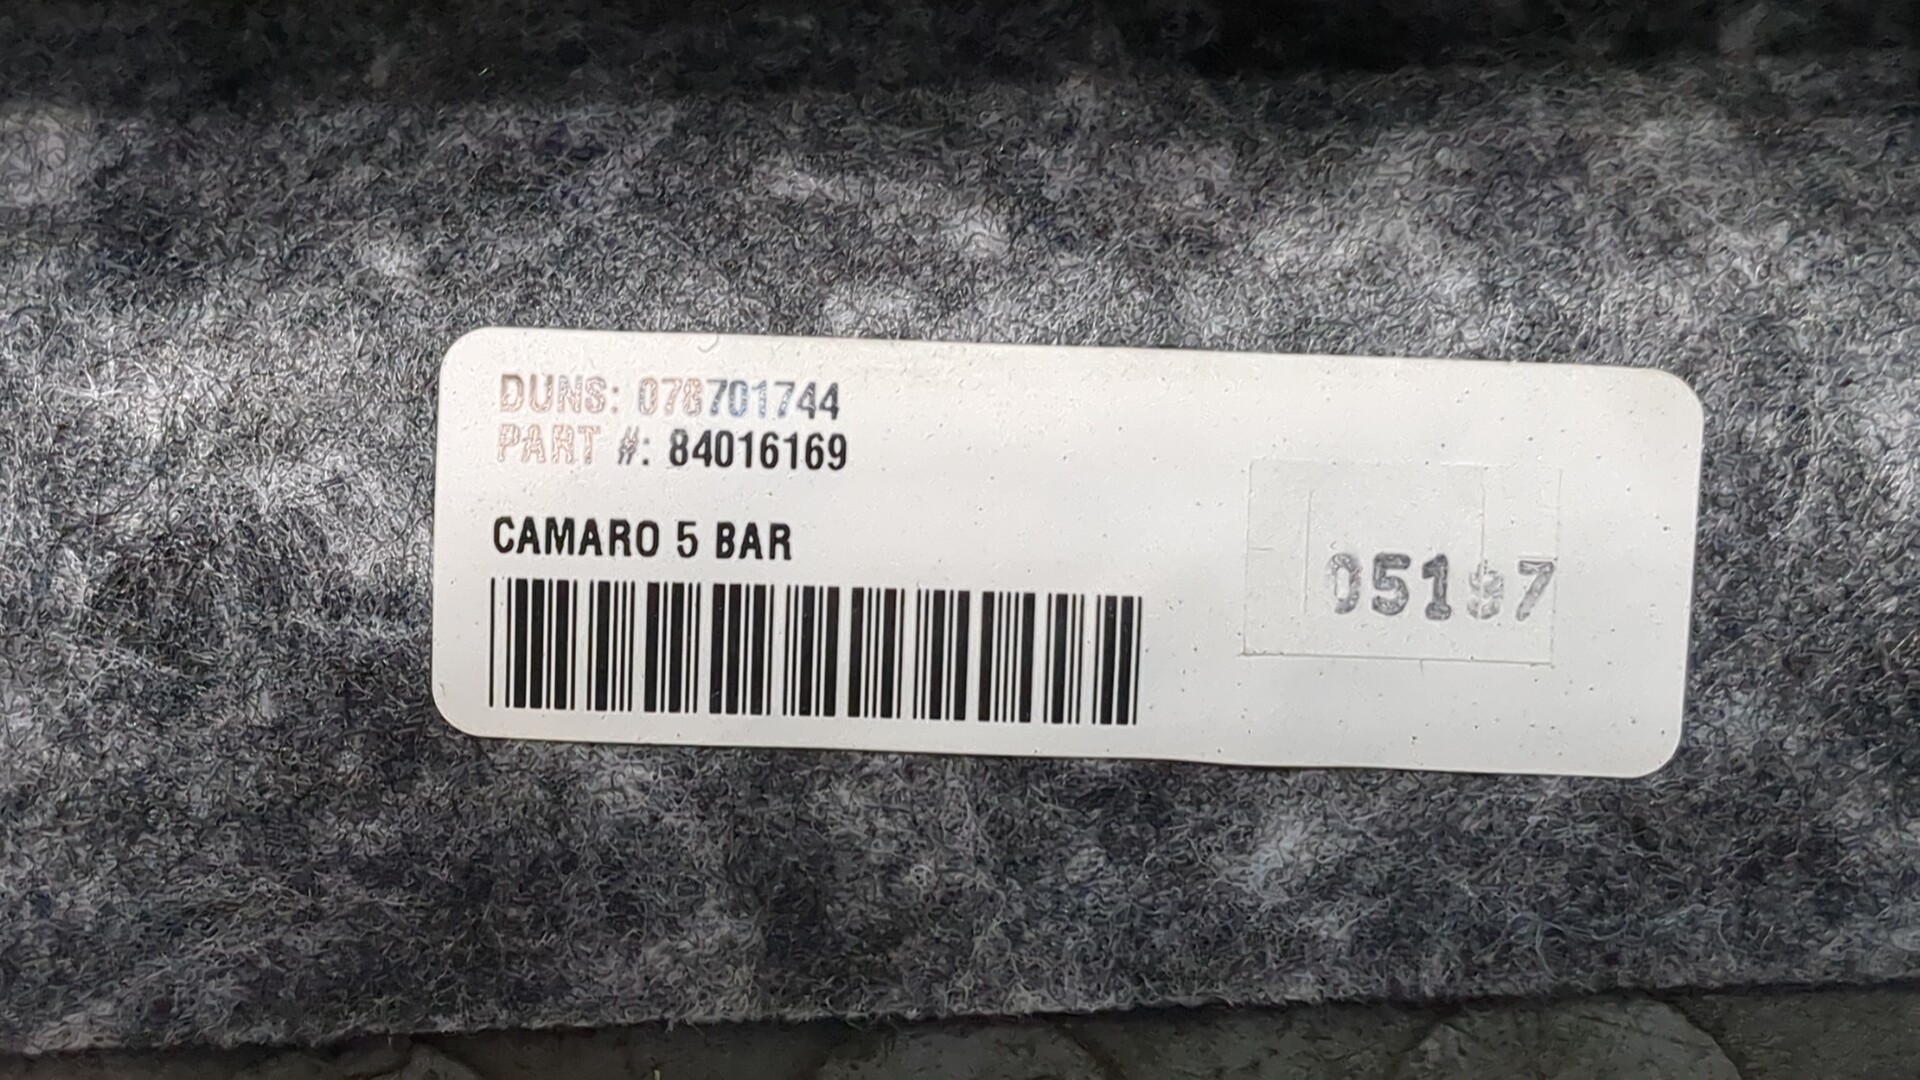 DUNS: 078701744
PART #: 84016169
CAMARO 5 BAR